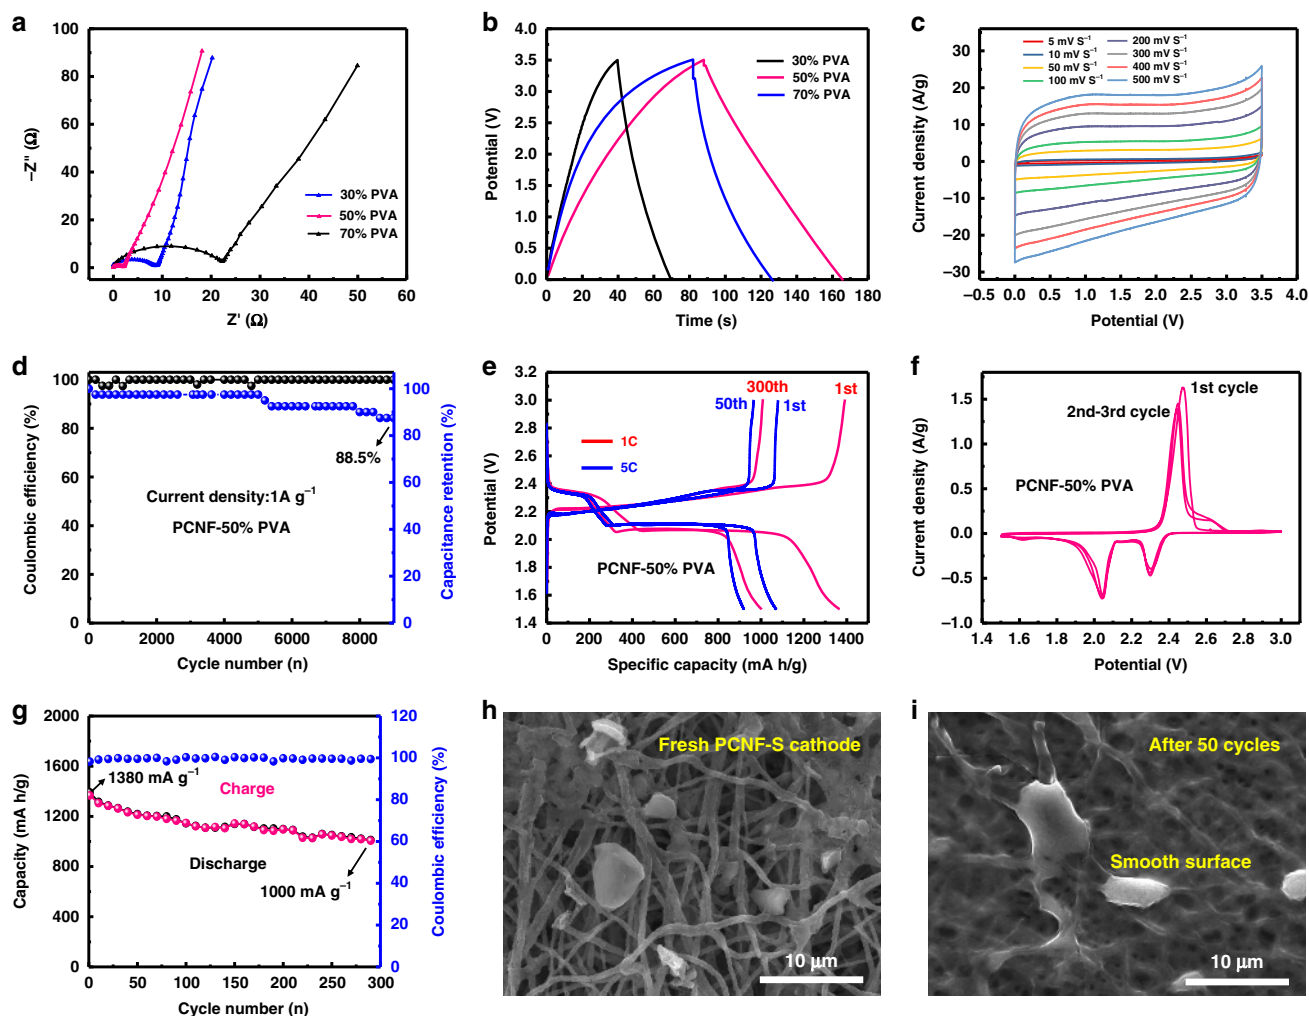 a
100
80
60
40
20
0
–Z″ (Ω)
30% PVA
50% PVA
70% PVA
0 10 20 30 40 50 60
Z′ (Ω)
b
4.0
3.5
3.0
2.5
2.0
1.5
1.0
0.5
0.0
Potential (V)
30% PVA
50% PVA
70% PVA
0 20 40 60 80 100 120 140 160 180
Time (s)
c
30
20
10
0
–10
–20
–30
Current density (A/g)
5 mV S⁻¹ 200 mV S⁻¹
10 mV S⁻¹ 300 mV S⁻¹
50 mV S⁻¹ 400 mV S⁻¹
100 mV S⁻¹ 500 mV S⁻¹
–0.5 0.0 0.5 1.0 1.5 2.0 2.5 3.0 3.5 4.0
Potential (V)
d
100
80
60
40
20
0
Coulombic efficiency (%)
88.5%
Current density:1A g⁻¹
PCNF-50% PVA
100
80
60
40
20
0
Capacitance retention (%)
0 2000 4000 6000 8000
Cycle number (n)
e
3.2
3.0
2.8
2.6
2.4
2.2
2.0
1.8
1.6
1.4
Potential (V)
300th 1st
50th 1st
1C
5C
PCNF-50% PVA
0 200 400 600 800 1000 1200 1400
Specific capacity (mA h/g)
f
1.5
1.0
0.5
0.0
–0.5
–1.0
Current density (A/g)
1st cycle
2nd-3rd cycle
PCNF-50% PVA
1.4 1.6 1.8 2.0 2.2 2.4 2.6 2.8 3.0
Potential (V)
g
2000
1600
1200
800
400
0
Capacity (mA h/g)
1380 mA g⁻¹
Charge
Discharge
1000 mA g⁻¹
120
100
80
60
40
20
0
Coulombic efficiency (%)
0 50 100 150 200 250 300
Cycle number (n)
h
Fresh PCNF-S cathode
10 μm
i
After 50 cycles
Smooth surface
10 μm